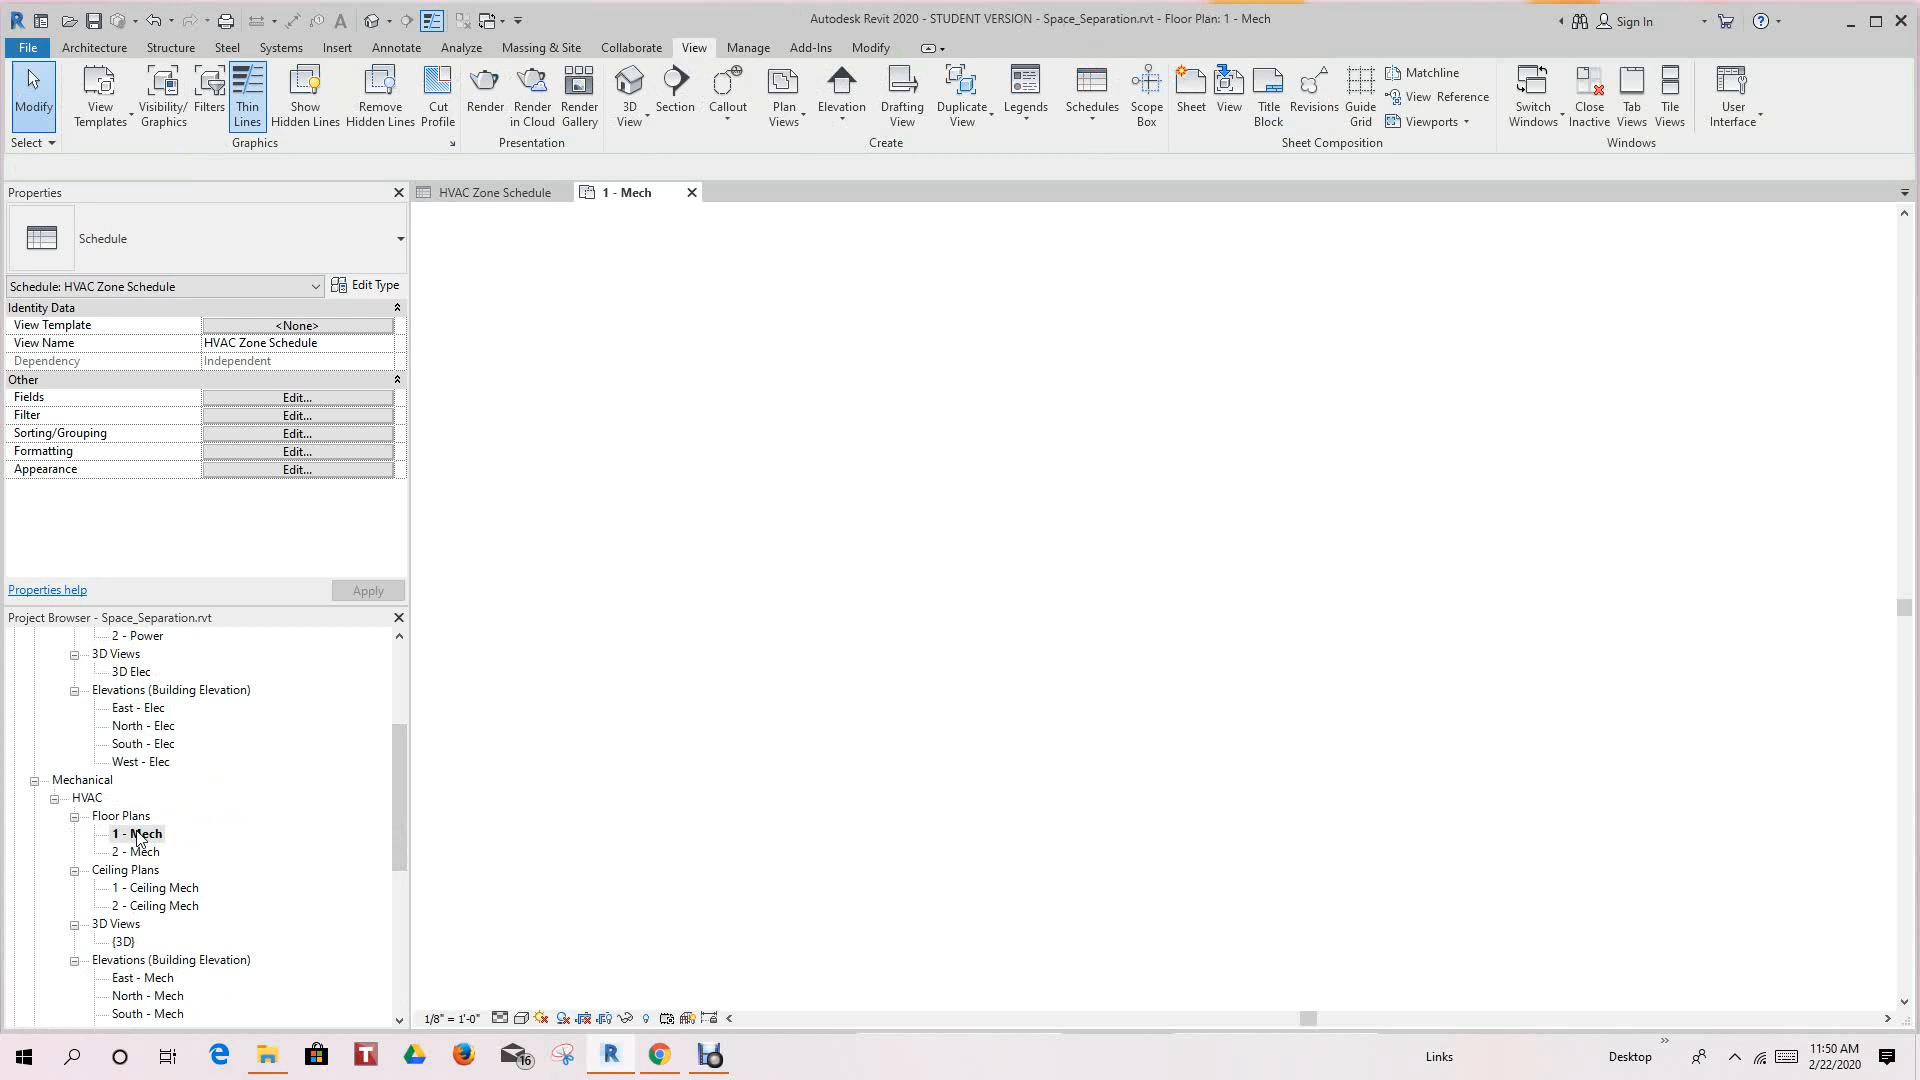 Autodesk Revit 2020 - STUDENT VERSION - Space_Separation.rvt - Floor Plan: 1 - Mech
Sign In
File Architecture Structure Steel Systems Insert Annotate Analyze Massing & Site Collaborate View Manage Add-Ins Modify
Modify
View Templates
Visibility/ Graphics
Filters
Thin Lines
Show Hidden Lines
Remove Hidden Lines
Cut Profile
Render
Render in Cloud
Render Gallery
3D View
Section
Callout
Plan Views
Elevation
Drafting View
Duplicate View
Legends
Schedules
Scope Box
Sheet
View
Title Block
Revisions
Guide Grid
Matchline
View Reference
Viewports
Switch Windows
Close Inactive
Tab Views
Tile Views
User Interface
Select Graphics Presentation Create Sheet Composition Windows
Properties
HVAC Zone Schedule
1 - Mech
Schedule
Schedule: HVAC Zone Schedule Edit Type
Identity Data
View Template <None>
View Name HVAC Zone Schedule
Dependency Independent
Other
Fields Edit...
Filter Edit...
Sorting/Grouping Edit...
Formatting Edit...
Appearance Edit...
Properties help Apply
Project Browser - Space_Separation.rvt
2 - Power
3D Views
3D Elec
Elevations (Building Elevation)
East - Elec
North - Elec
South - Elec
West - Elec
Mechanical
HVAC
Floor Plans
1 - Mech
2 - Mech
Ceiling Plans
1 - Ceiling Mech
2 - Ceiling Mech
3D Views
{3D}
Elevations (Building Elevation)
East - Mech
North - Mech
South - Mech
1/8" = 1'-0"
16
Links
Desktop
11:50 AM
2/22/2020